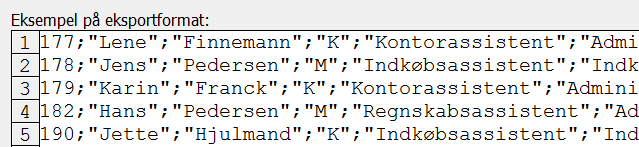 Eksempel på eksportformat:
1 177;"Lene";"Finnemann";"K";"Kontorassistent";"Admi
2 178;"Jens";"Pedersen";"M";"Indkøbsassistent";"Indk
3 179;"Karin";"Franck";"K";"Kontorassistent";"Admini
4 182;"Hans";"Pedersen";"M";"Regnskabsassistent";"Ad
5 190;"Jette";"Hjulmand";"K";"Indkøbsassistent";"Ind